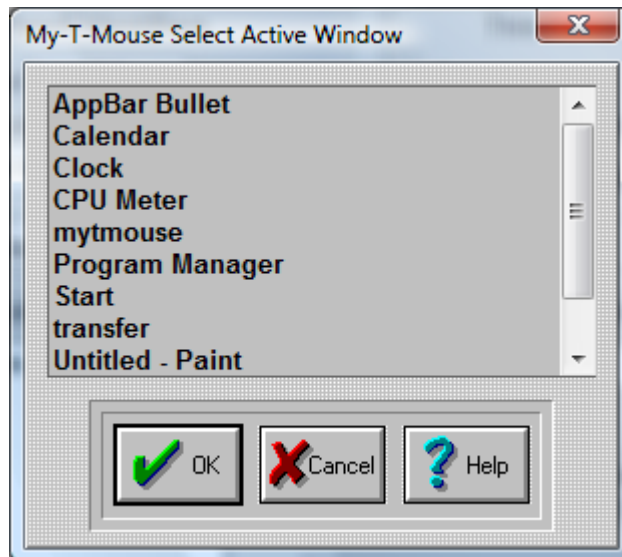 My-T-Mouse Select Active Window
AppBar Bullet
Calendar
Clock
CPU Meter
mytmouse
Program Manager
Start
transfer
Untitled - Paint
OK
Cancel
Help